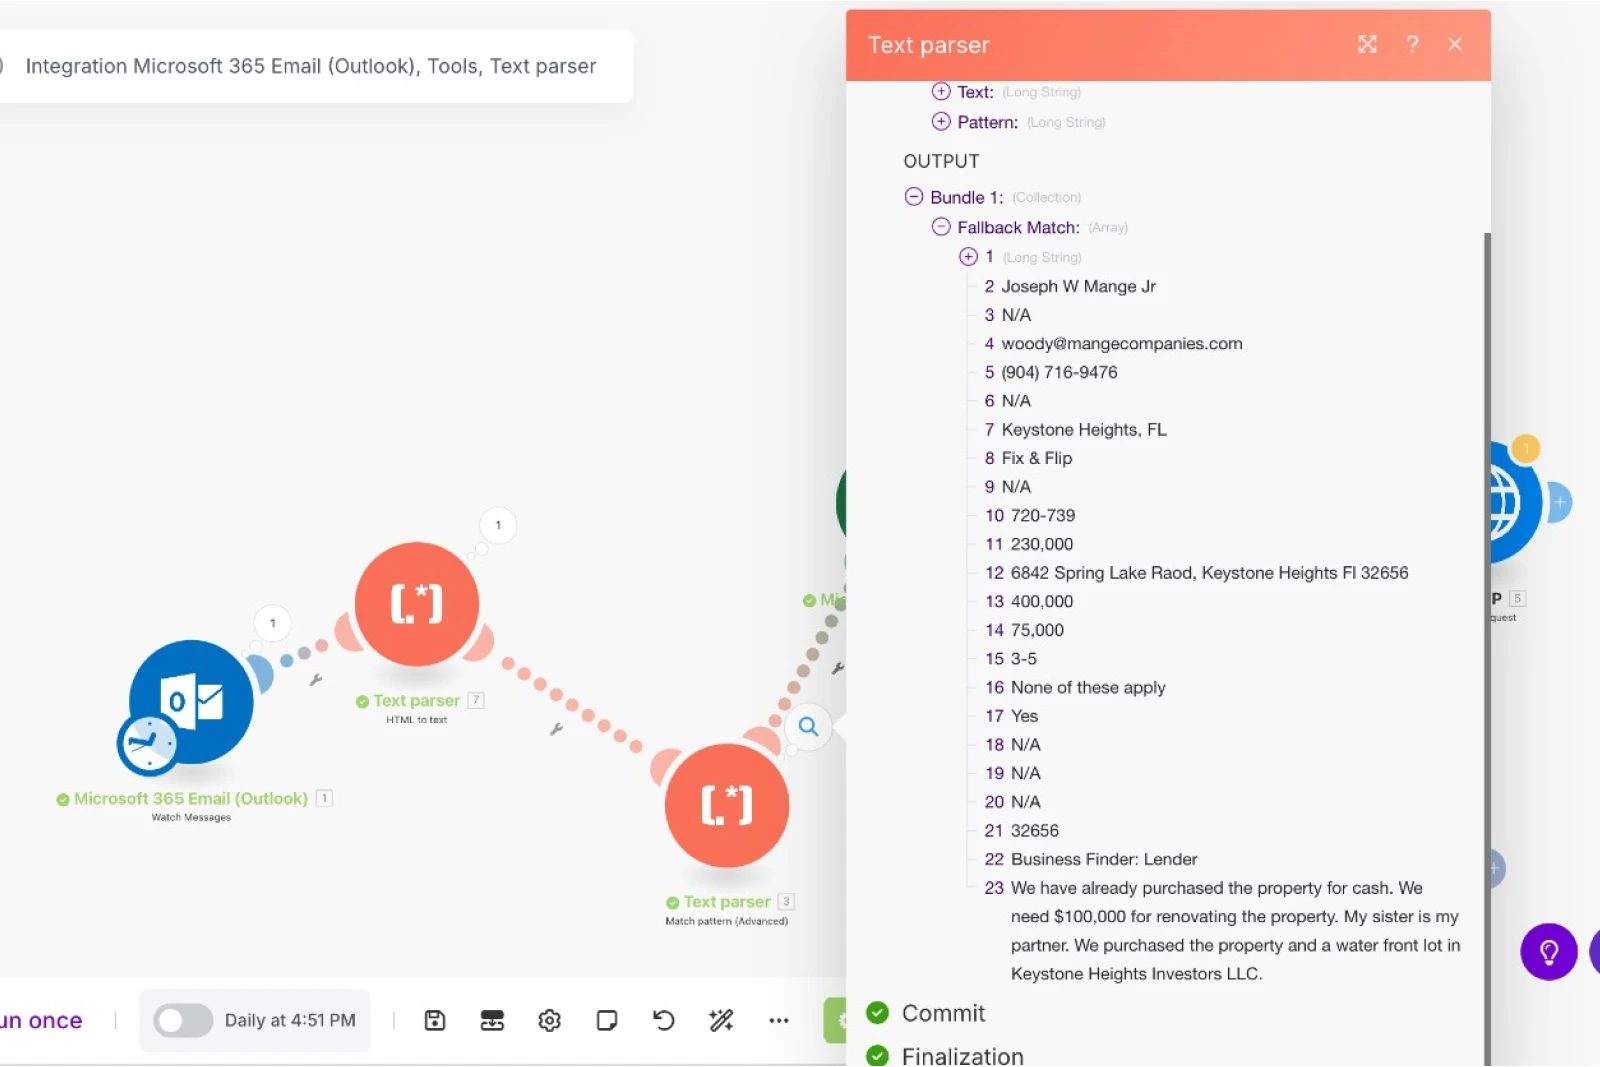 ) Integration Microsoft 365 Email (Outlook), Tools, Text parser
Text parser ?
Text: (Long String)
Pattern: (Long String)
OUTPUT
Bundle 1: (Collection)
Fallback Match: (Array)
1 (Long String)
2 Joseph W Mange Jr
3 N/A
4 woody@mangecompanies.com
5 (904) 716-9476
6 N/A
7 Keystone Heights, FL
8 Fix & Flip
9 N/A
10 720-739
11 230,000
12 6842 Spring Lake Raod, Keystone Heights Fl 32656
13 400,000
14 75,000
15 3-5
16 None of these apply
17 Yes
18 N/A
19 N/A
20 N/A
21 32656
22 Business Finder: Lender
23 We have already purchased the property for cash. We
need $100,000 for renovating the property. My sister is my
partner. We purchased the property and a water front lot in
Keystone Heights Investors LLC.
Commit
Finalization
1
1
[.*]
Text parser 7
HTML to text
Microsoft 365 Email (Outlook) 1
Watch Messages
[.*]
Text parser 3
Match pattern (Advanced)
Mi
1
P 5
quest
un once
Daily at 4:51 PM